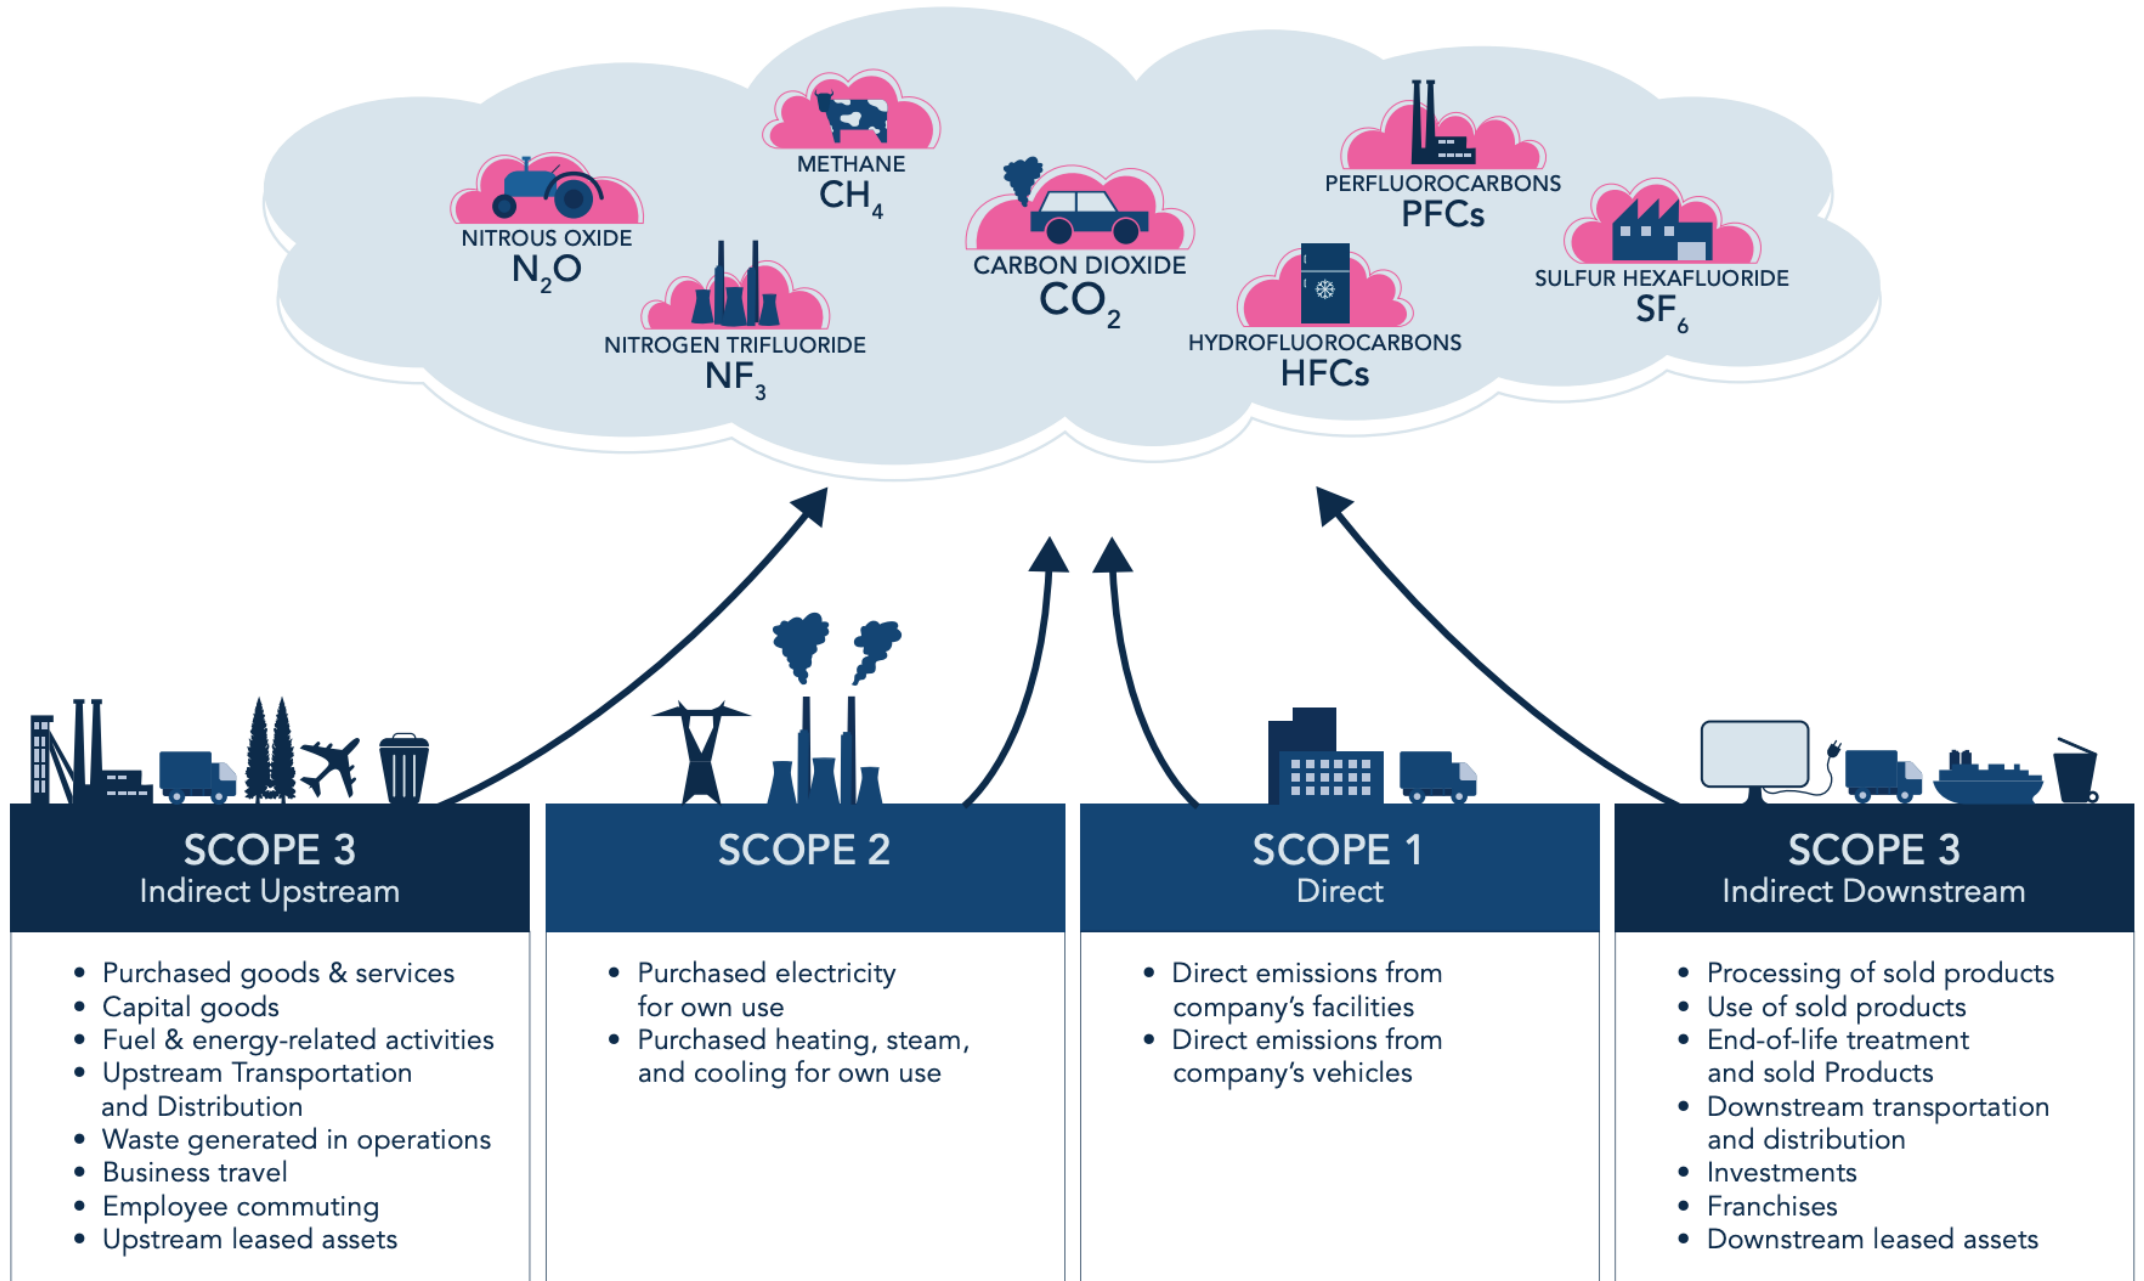 METHANE
CH₄
NITROUS OXIDE
N₂O
NITROGEN TRIFLUORIDE
NF₃
CARBON DIOXIDE
CO₂
PERFLUOROCARBONS
PFCs
HYDROFLUOROCARBONS
HFCs
SULFUR HEXAFLUORIDE
SF₆
SCOPE 3
Indirect Upstream
• Purchased goods & services
• Capital goods
• Fuel & energy-related activities
• Upstream Transportation
and Distribution
• Waste generated in operations
• Business travel
• Employee commuting
• Upstream leased assets
SCOPE 2
• Purchased electricity
for own use
• Purchased heating, steam,
and cooling for own use
SCOPE 1
Direct
• Direct emissions from
company’s facilities
• Direct emissions from
company’s vehicles
SCOPE 3
Indirect Downstream
• Processing of sold products
• Use of sold products
• End-of-life treatment
and sold Products
• Downstream transportation
and distribution
• Investments
• Franchises
• Downstream leased assets